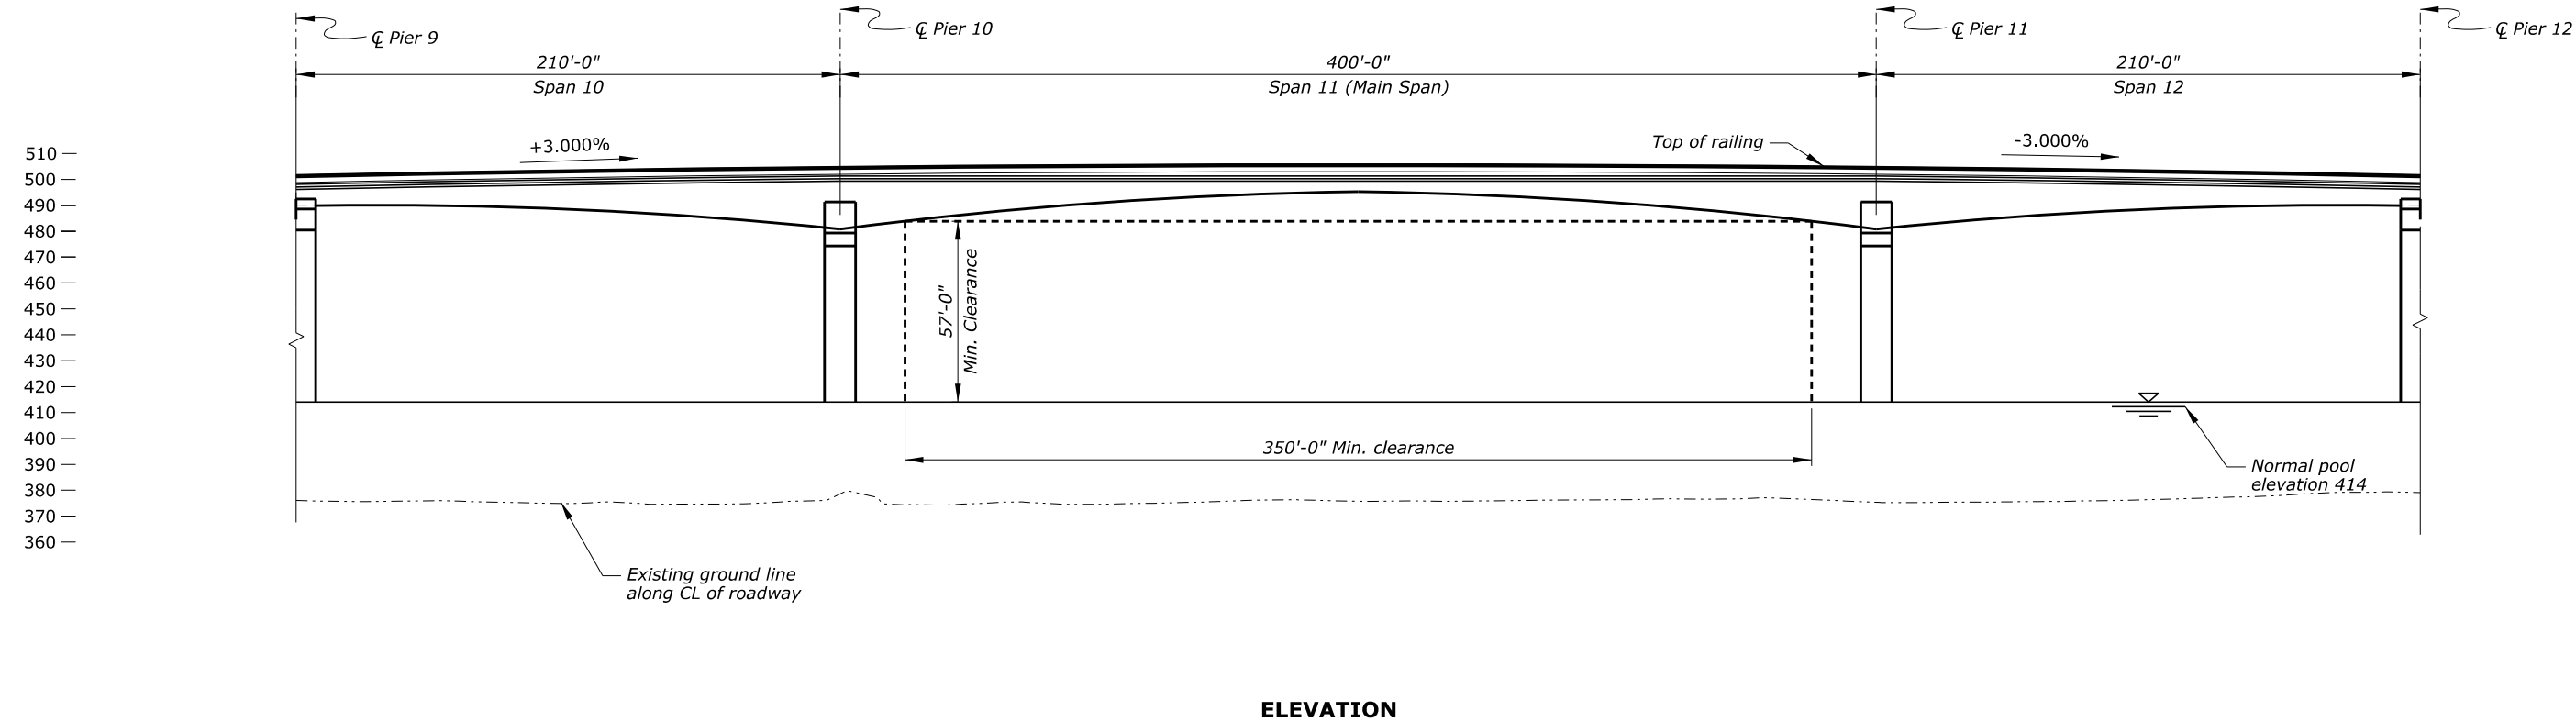 ℄ Pier 9
℄ Pier 10
℄ Pier 11
℄ Pier 12
210'-0"
Span 10
400'-0"
Span 11 (Main Span)
210'-0"
Span 12
+3.000%
Top of railing
-3.000%
510
500
490
480
470
460
450
440
430
420
410
400
390
380
370
360
57'-0"
Min. Clearance
350'-0" Min. clearance
Normal pool
elevation 414
Existing ground line
along CL of roadway
ELEVATION